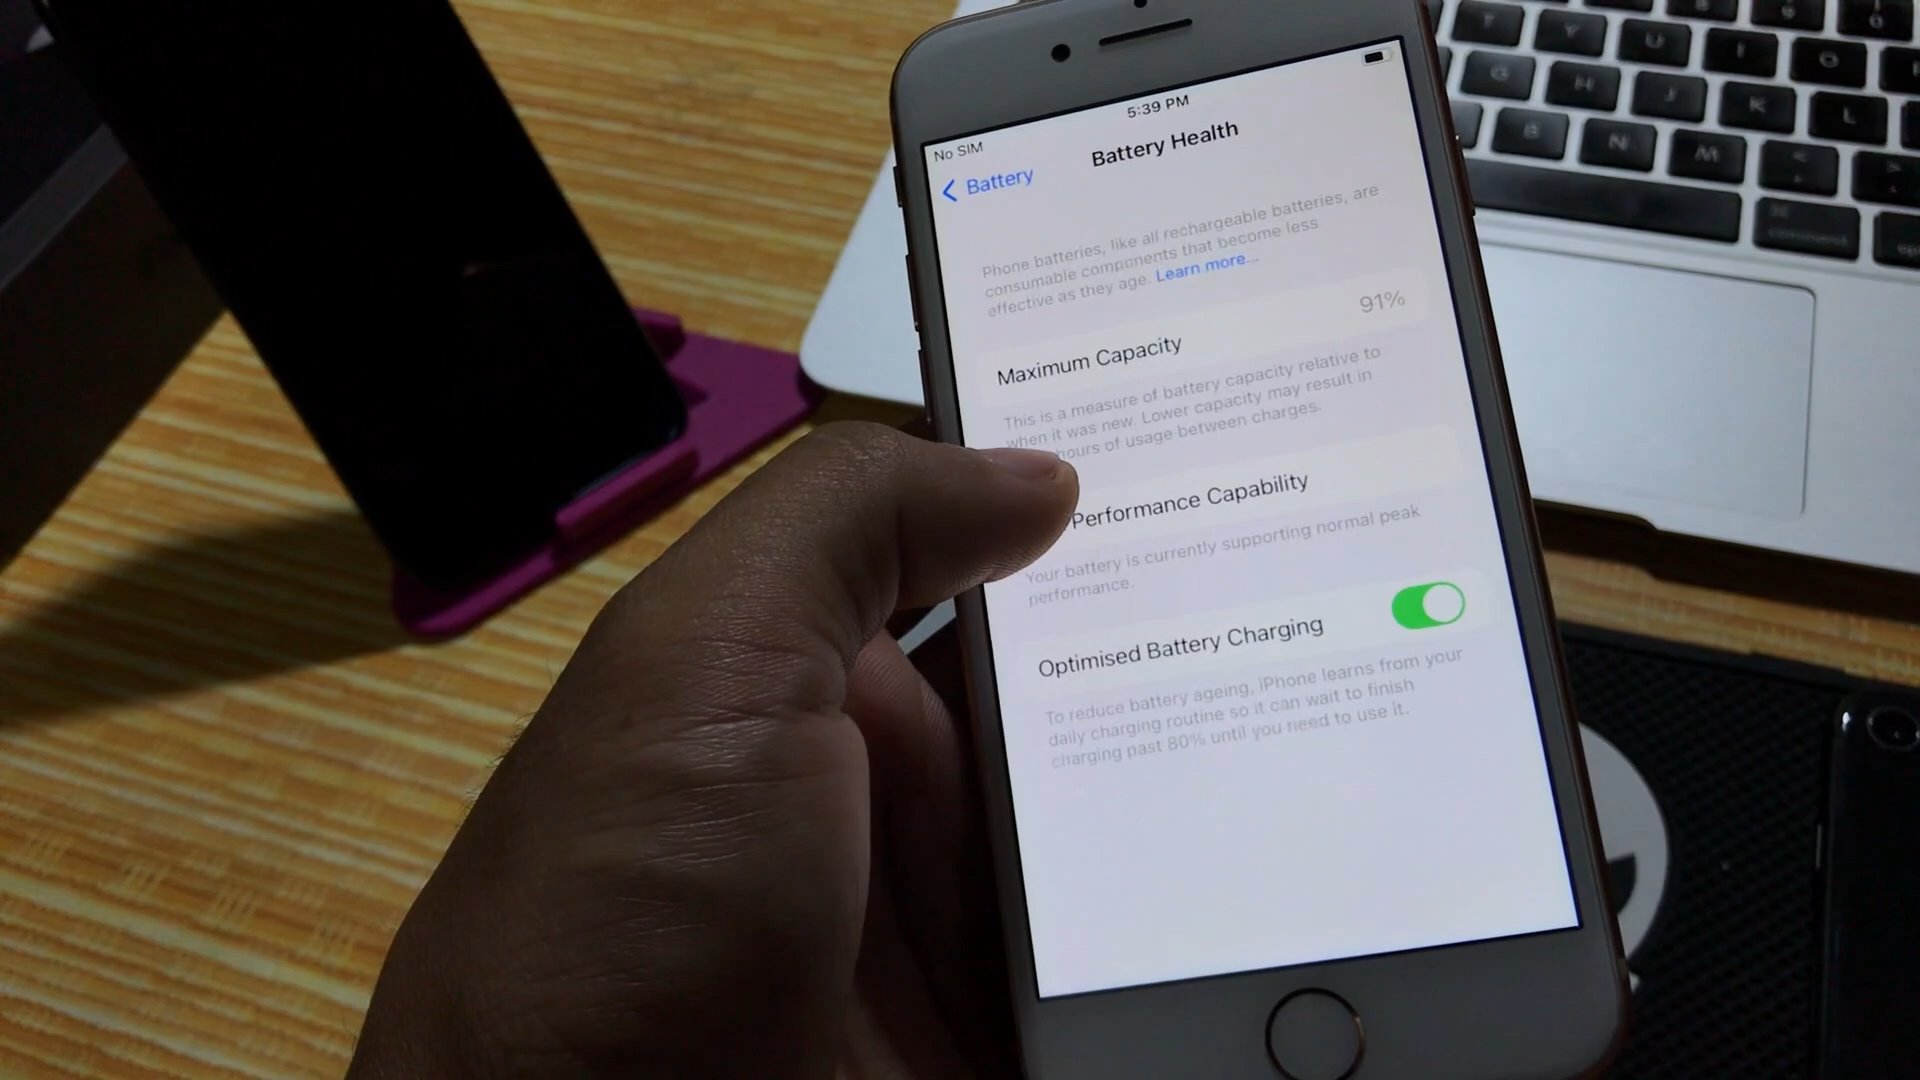 5:39 PM
No SIM
Battery
Battery Health
Phone batteries, like all rechargeable batteries, are
consumable components that become less
effective as they age. Learn more...
Maximum Capacity 91%
This is a measure of battery capacity relative to
when it was new. Lower capacity may result in
hours of usage between charges.
Performance Capability
Your battery is currently supporting normal peak
performance.
Optimised Battery Charging
To reduce battery ageing, iPhone learns from your
daily charging routine so it can wait to finish
charging past 80% until you need to use it.
T Y U I O
G H J K L
B N M
command